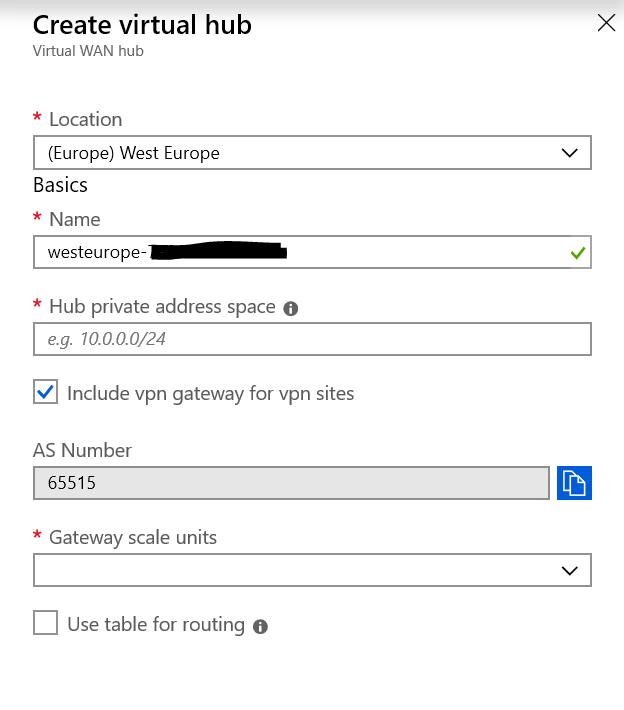 Create virtual hub
Virtual WAN hub
* Location
(Europe) West Europe
Basics
* Name
westeurope-
* Hub private address space
e.g. 10.0.0.0/24
Include vpn gateway for vpn sites
AS Number
65515
* Gateway scale units
Use table for routing